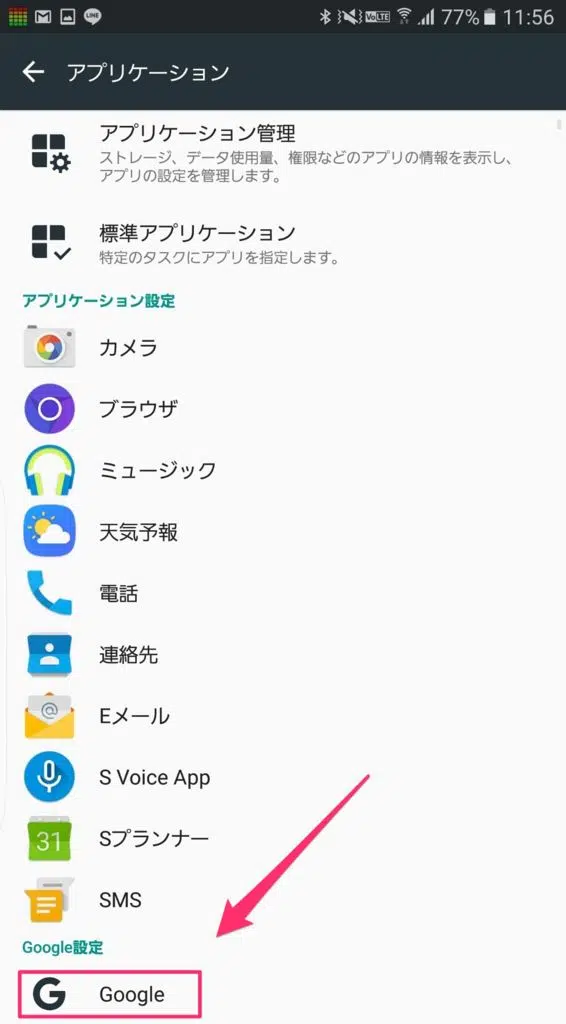 LINE
VoLTE
77%
11:56
アプリケーション
アプリケーション管理
ストレージ、データ使用量、権限などのアプリの情報を表示し、
アプリの設定を管理します。
標準アプリケーション
特定のタスクにアプリを指定します。
アプリケーション設定
カメラ
ブラウザ
ミュージック
天気予報
電話
連絡先
@
Eメール
S Voice App
31
Sプランナー
SMS
Google設定
G
Google